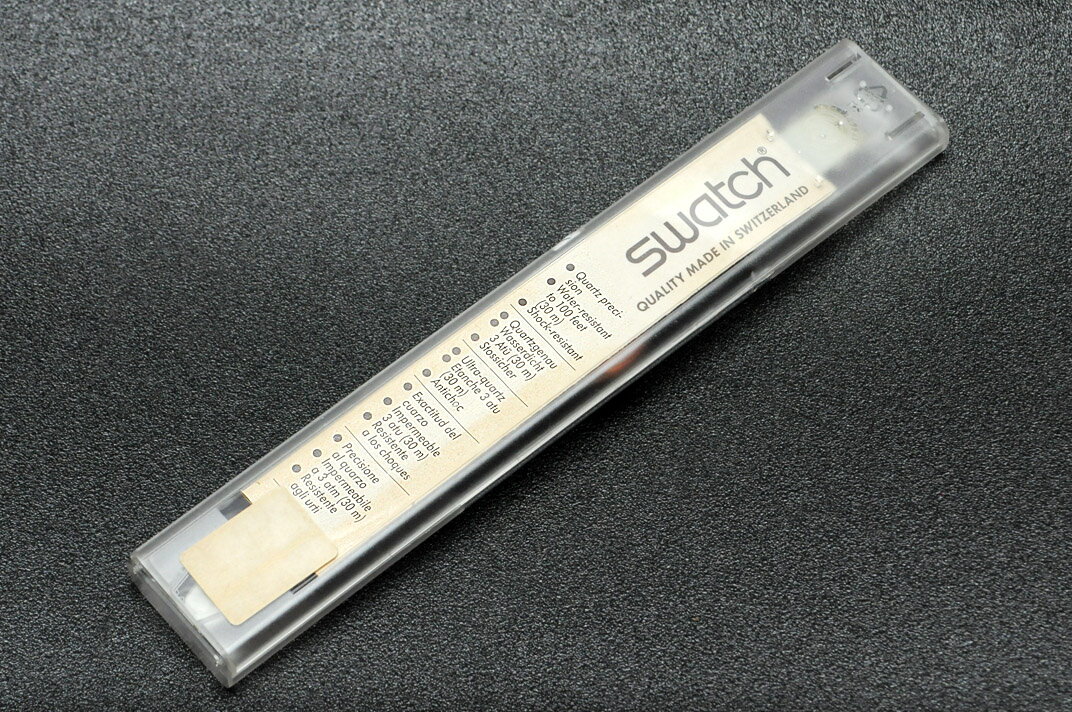 swatch®
QUALITY MADE IN SWITZERLAND
• Quartz preci-
sion
• Water-resistant
to 100 feet
(30 m)
• Shock-resistant
• Quartzgenau
• Wasserdicht
3 Atü (30 m)
• Stossicher
• Ultra-quartz
• Etanche 3 atu
(30 m)
• Antichoc
• Exactitud del
cuarzo
• Impermeable
3 atu (30 m)
• Resistente
a los choques
• Precisione
al quarzo
• Impermeabile
a 3 atm (30 m)
• Resistente
agli urti